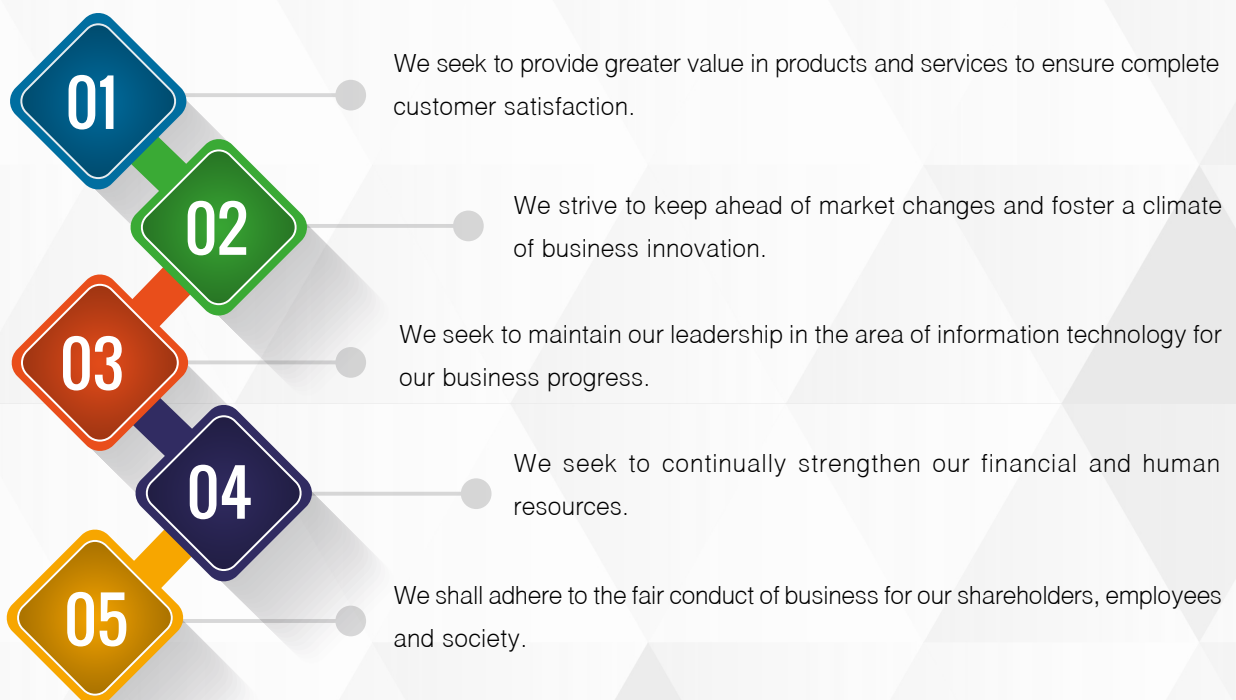 01
We seek to provide greater value in products and services to ensure complete
customer satisfaction.
02
We strive to keep ahead of market changes and foster a climate
of business innovation.
03
We seek to maintain our leadership in the area of information technology for
our business progress.
04
We seek to continually strengthen our financial and human
resources.
05
We shall adhere to the fair conduct of business for our shareholders, employees
and society.